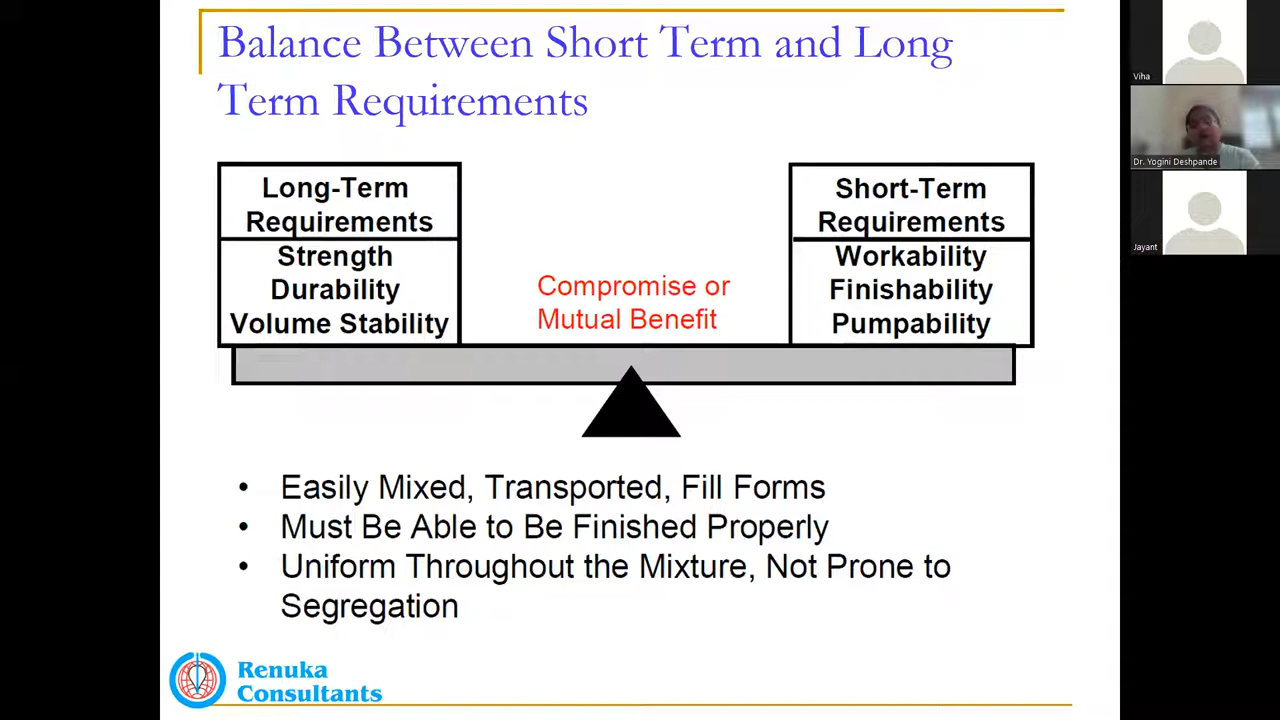 Balance Between Short Term and Long
Term Requirements
Long-Term
Requirements
Strength
Durability
Volume Stability
Compromise or
Mutual Benefit
Short-Term
Requirements
Workability
Finishability
Pumpability
• Easily Mixed, Transported, Fill Forms
• Must Be Able to Be Finished Properly
• Uniform Throughout the Mixture, Not Prone to
Segregation
Renuka
Consultants
Viha
Dr. Yogini Deshpande
Jayant